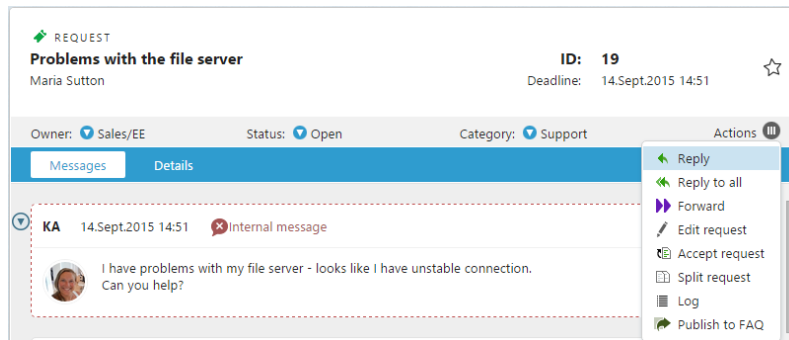 REQUEST
Problems with the file server
ID: 19
Maria Sutton
Deadline: 14.Sept.2015 14:51
Owner: Sales/EE Status: Open Category: Support Actions
Messages Details
KA 14.Sept.2015 14:51 Internal message
I have problems with my file server - looks like I have unstable connection.
Can you help?
Reply
Reply to all
Forward
Edit request
Accept request
Split request
Log
Publish to FAQ